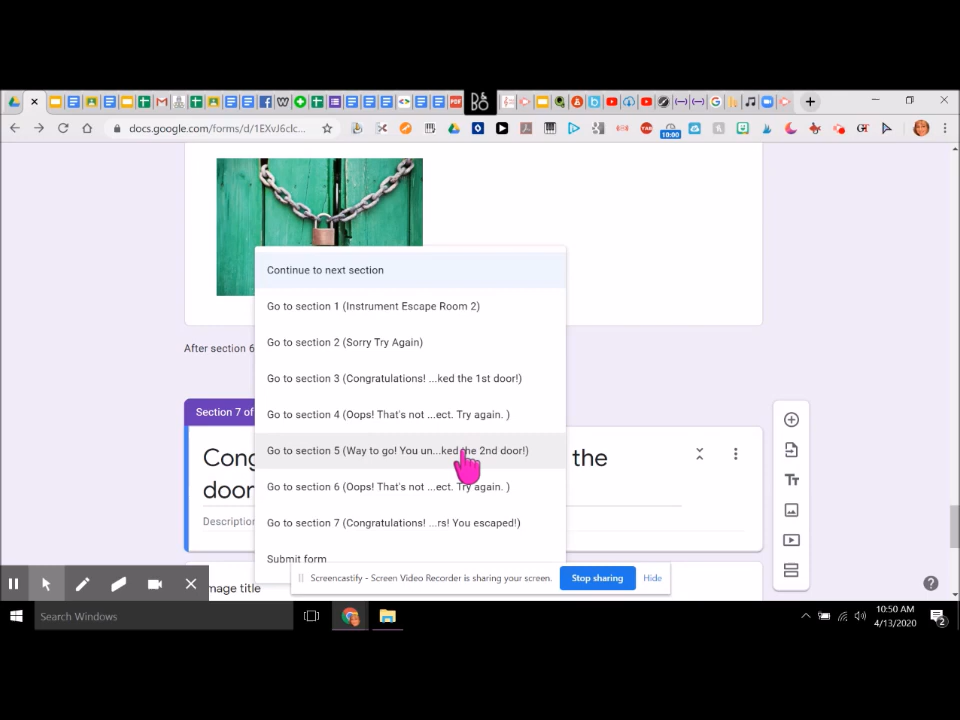 B&O
docs.google.com/forms/d/1EXvJ6clc...
10:00
Continue to next section
Go to section 1 (Instrument Escape Room 2)
Go to section 2 (Sorry Try Again)
After section 6
Go to section 3 (Congratulations! ...ked the 1st door!)
Section 7 of
Go to section 4 (Oops! That's not ...ect. Try again. )
Go to section 5 (Way to go! You un...ked the 2nd door!)
Cong the
door
Go to section 6 (Oops! That's not ...ect. Try again. )
Description
Go to section 7 (Congratulations! ...rs! You escaped!)
Submit form
Screencastify - Screen Video Recorder is sharing your screen.
Stop sharing
Hide
mage title
Search Windows
10:50 AM
4/13/2020
2